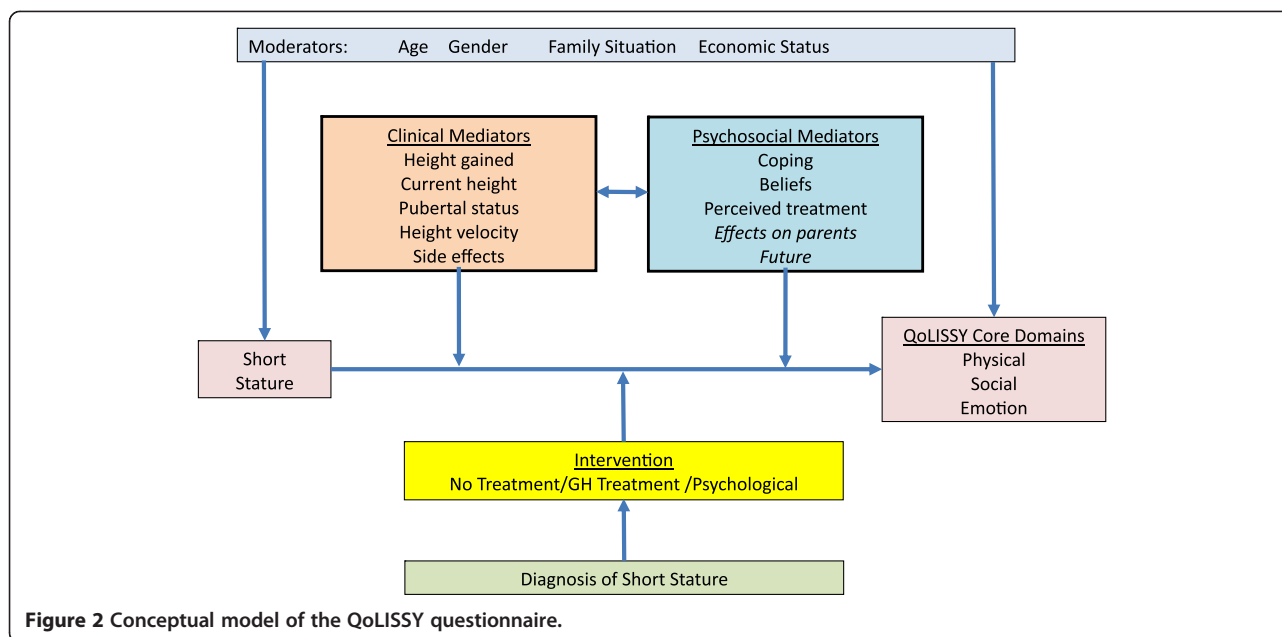 Moderators: Age Gender Family Situation Economic Status
Clinical Mediators
Height gained
Current height
Pubertal status
Height velocity
Side effects
Psychosocial Mediators
Coping
Beliefs
Perceived treatment
Effects on parents
Future
Short
Stature
QoLISSY Core Domains
Physical
Social
Emotion
Intervention
No Treatment/GH Treatment /Psychological
Diagnosis of Short Stature
Figure 2 Conceptual model of the QoLISSY questionnaire.